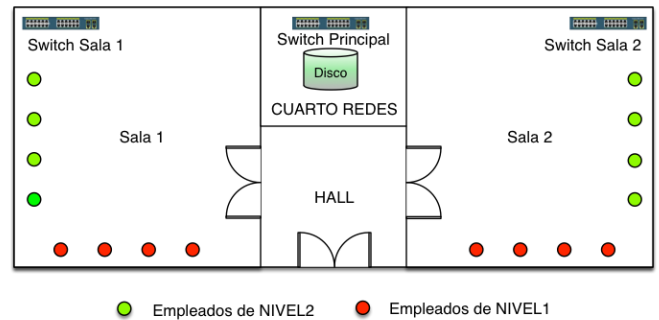 Switch Sala 1
Switch Principal
Switch Sala 2
Disco
CUARTO REDES
Sala 1
Sala 2
HALL
Empleados de NIVEL2
Empleados de NIVEL1